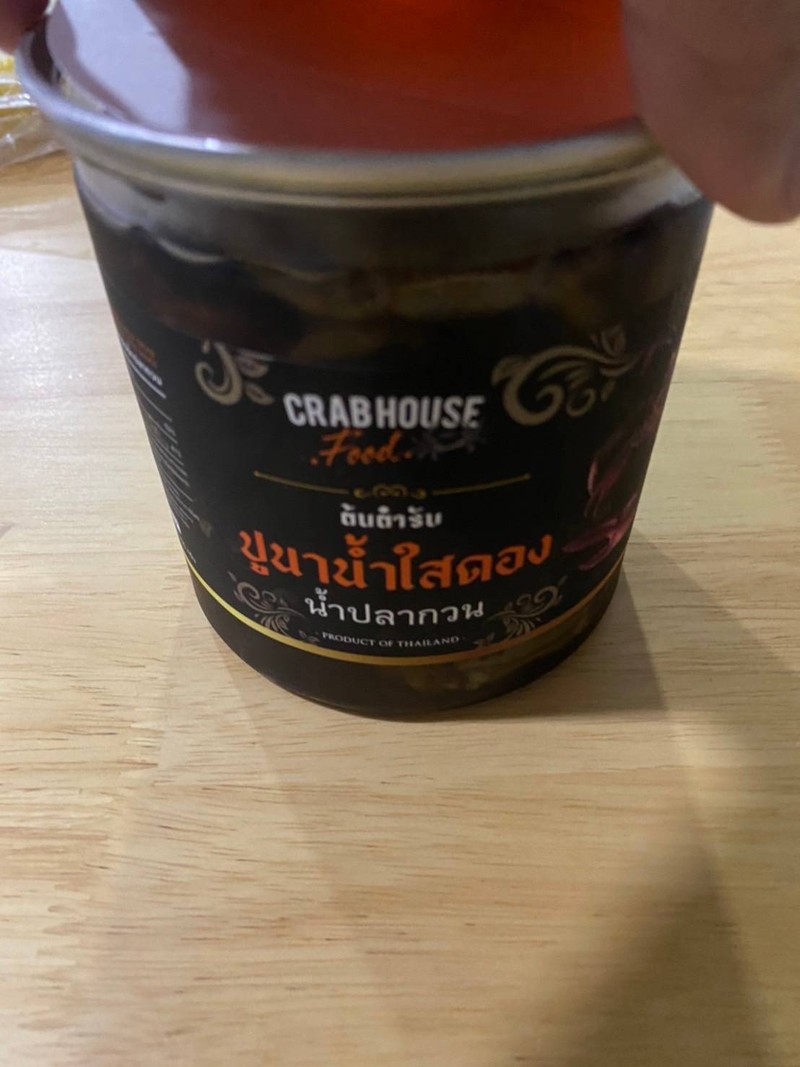 CRABHOUSE
.Food.
ต้นตำรับ
ปูนาน้ำใสดอง
น้ำปลากวน
PRODUCT OF THAILAND